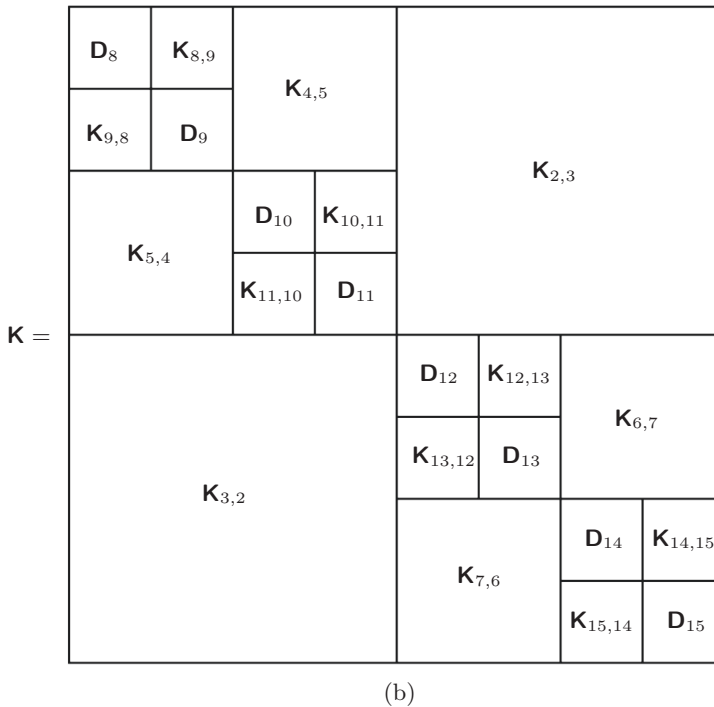 D₈ K₈,₉
K₄,₅
K₉,₈ D₉
K₂,₃
D₁₀ K₁₀,₁₁
K₅,₄
K₁₁,₁₀ D₁₁
K =
D₁₂ K₁₂,₁₃
K₆,₇
K₁₃,₁₂ D₁₃
K₃,₂
D₁₄ K₁₄,₁₅
K₇,₆
K₁₅,₁₄ D₁₅
(b)